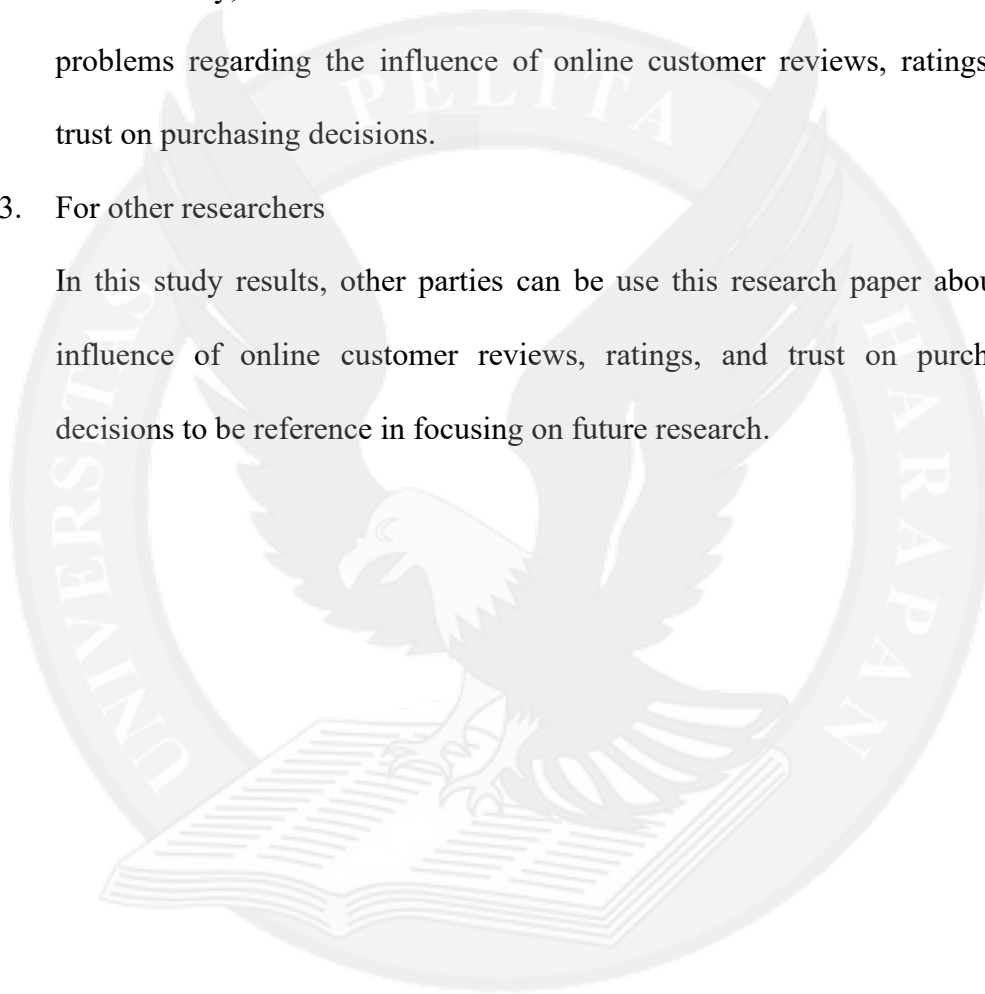 problems regarding the influence of online customer reviews, ratings
trust on purchasing decisions.
3. For other researchers
In this study results, other parties can be use this research paper abou
influence of online customer reviews, ratings, and trust on purch
decisions to be reference in focusing on future research.
UNIVERSITAS PELITA HARAPAN